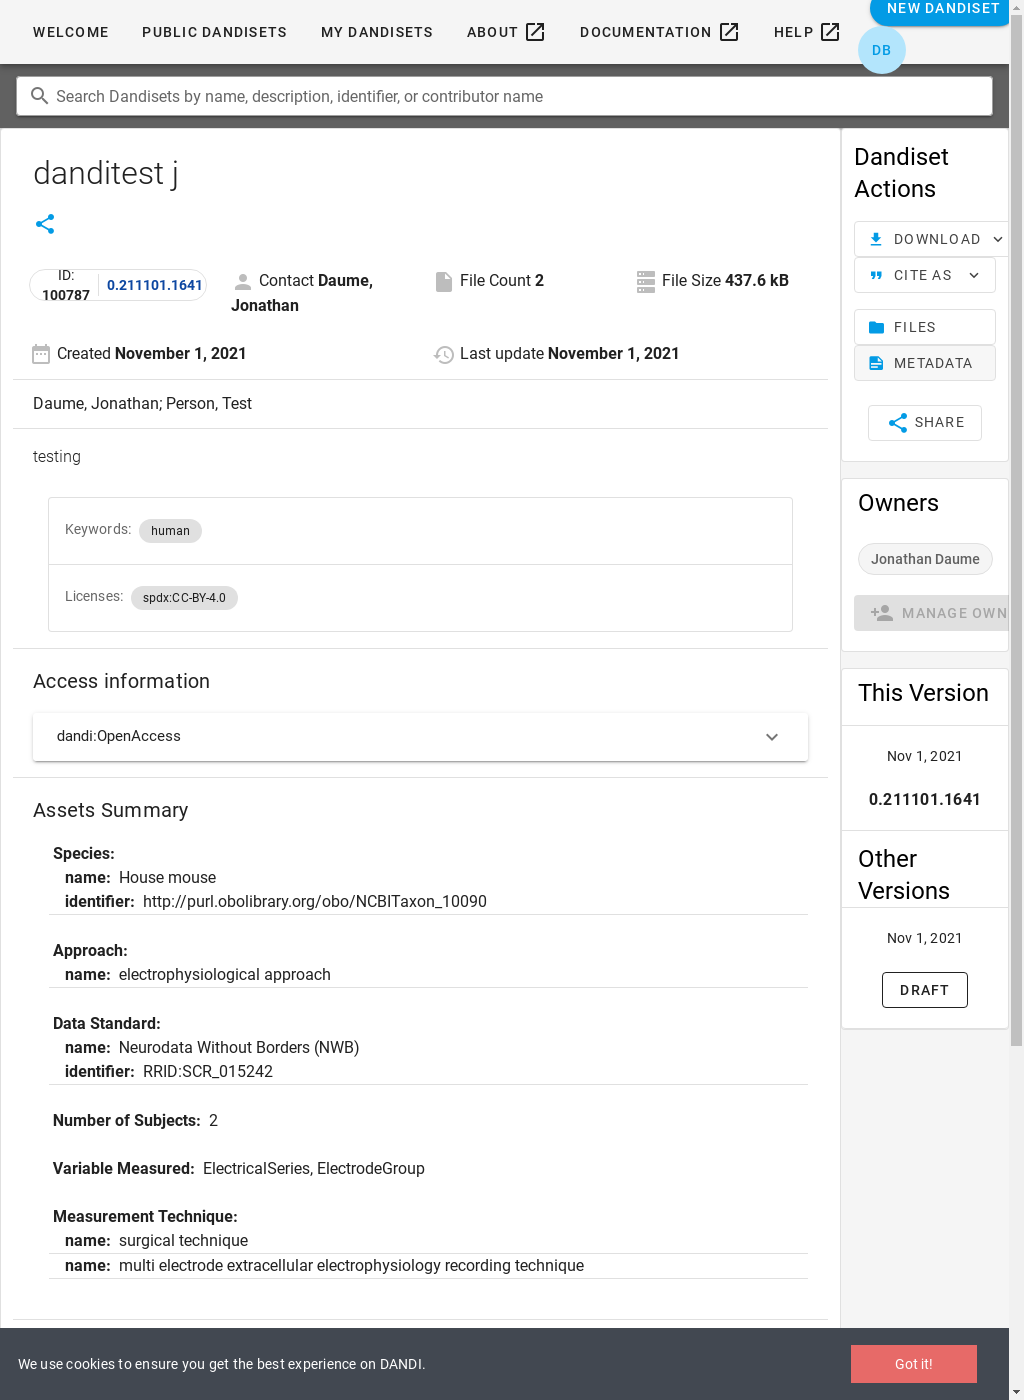 NEW DANDISET
WELCOME
PUBLIC DANDISETS
MY DANDISETS
ABOUT
DOCUMENTATION
HELP
DB
Search Dandisets by name, description, identifier, or contributor name
danditest j
ID:
100787
0.211101.1641
Contact Daume,
Jonathan
File Count 2
File Size 437.6 kB
Created November 1, 2021
Last update November 1, 2021
Daume, Jonathan; Person, Test
testing
Keywords: human
Licenses: spdx:CC-BY-4.0
Access information
dandi:OpenAccess
Assets Summary
Species:
name: House mouse
identifier: http://purl.obolibrary.org/obo/NCBITaxon_10090
Approach:
name: electrophysiological approach
Data Standard:
name: Neurodata Without Borders (NWB)
identifier: RRID:SCR_015242
Number of Subjects: 2
Variable Measured: ElectricalSeries, ElectrodeGroup
Measurement Technique:
name: surgical technique
name: multi electrode extracellular electrophysiology recording technique
Dandiset
Actions
DOWNLOAD
CITE AS
FILES
METADATA
SHARE
Owners
Jonathan Daume
MANAGE OWN
This Version
Nov 1, 2021
0.211101.1641
Other
Versions
Nov 1, 2021
DRAFT
We use cookies to ensure you get the best experience on DANDI.
Got it!